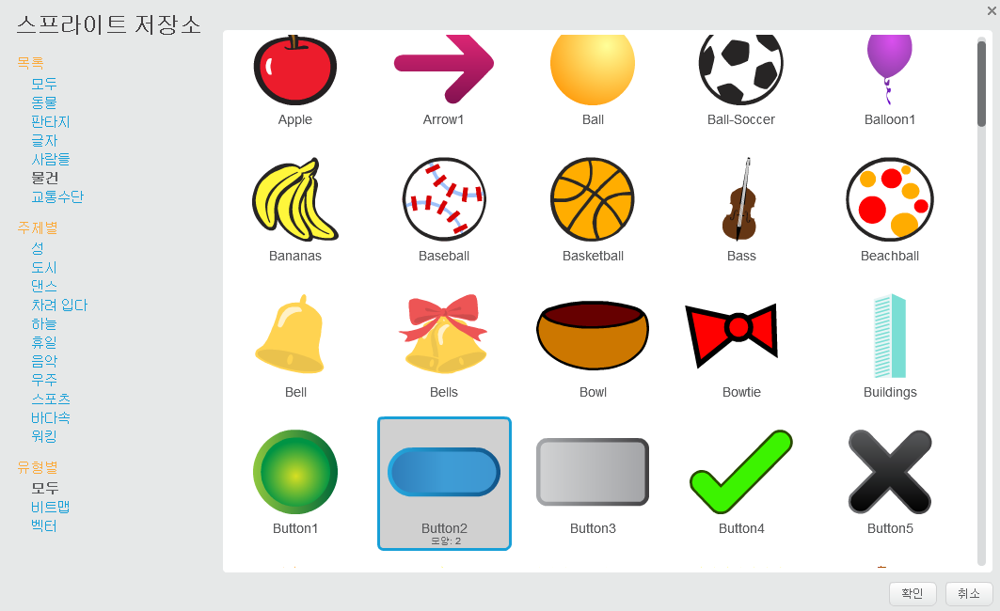 스프라이트 저장소
목록
모두
동물
판타지
글자
사람들
물건
교통수단
주제별
성
도시
댄스
차려 입다
하늘
휴일
음악
우주
스포츠
바다속
워킹
유형별
모두
비트맵
벡터
Apple
Arrow1
Ball
Ball-Soccer
Balloon1
Bananas
Baseball
Basketball
Bass
Beachball
Bell
Bells
Bowl
Bowtie
Buildings
Button1
Button2
모양: 2
Button3
Button4
Button5
확인
취소